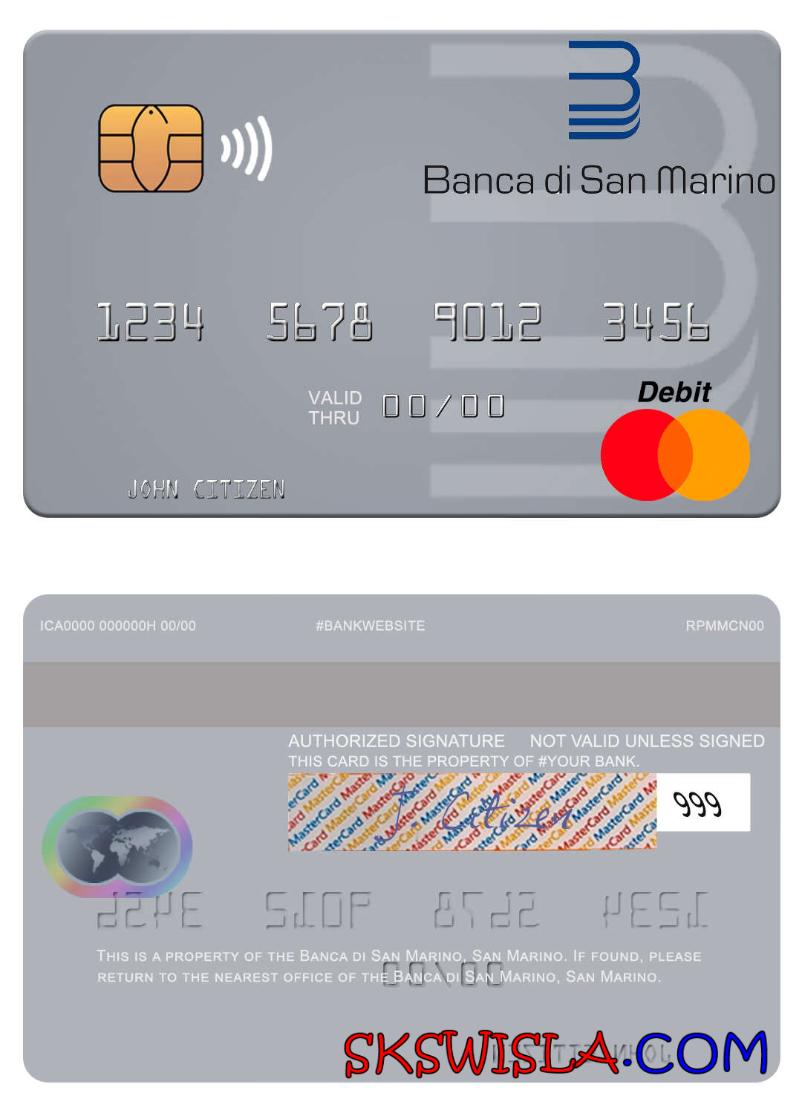 Banca di San Marino
1234 5678 9012 3456
Debit
VALID
THRU 00/00
JOHN CITIZEN
ICA0000 000000H 00/00 #BANKWEBSITE RPMMCN00
AUTHORIZED SIGNATURE NOT VALID UNLESS SIGNED
THIS CARD IS THE PROPERTY OF #YOUR BANK.
J Citizen 999
THIS IS A PROPERTY OF THE BANCA DI SAN MARINO, SAN MARINO. IF FOUND, PLEASE
RETURN TO THE NEAREST OFFICE OF THE BANCA DI SAN MARINO, SAN MARINO.
SKSWISLA.COM